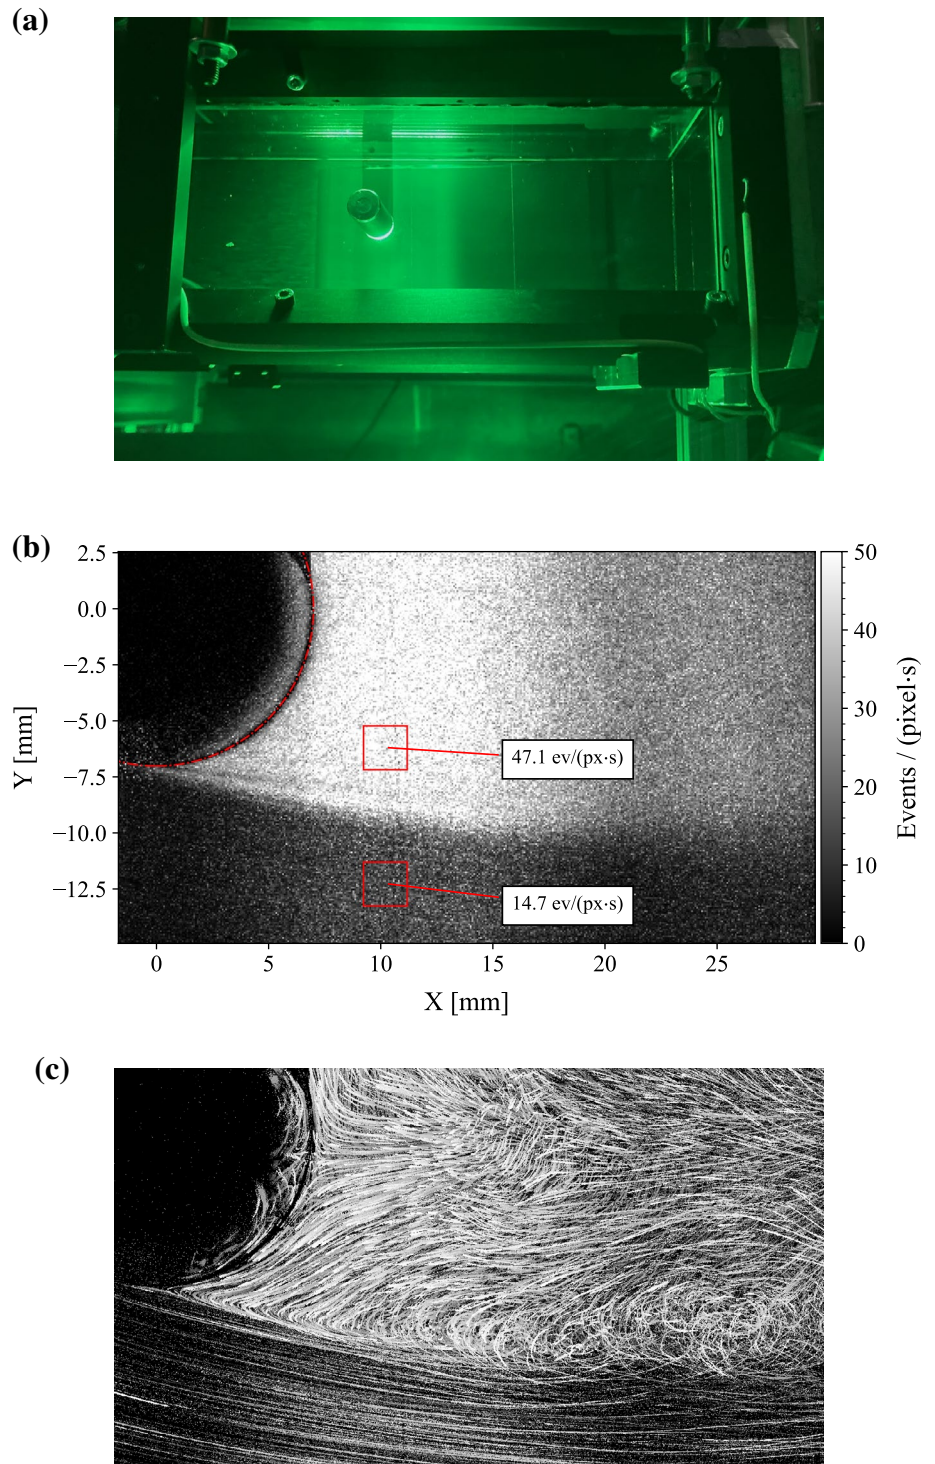 (a)
(b)
2.5
0.0
−2.5
−5.0
−7.5
−10.0
−12.5
Y [mm]
47.1 ev/(px·s)
14.7 ev/(px·s)
0 5 10 15 20 25
X [mm]
50
40
30
20
10
0
Events / (pixel·s)
(c)